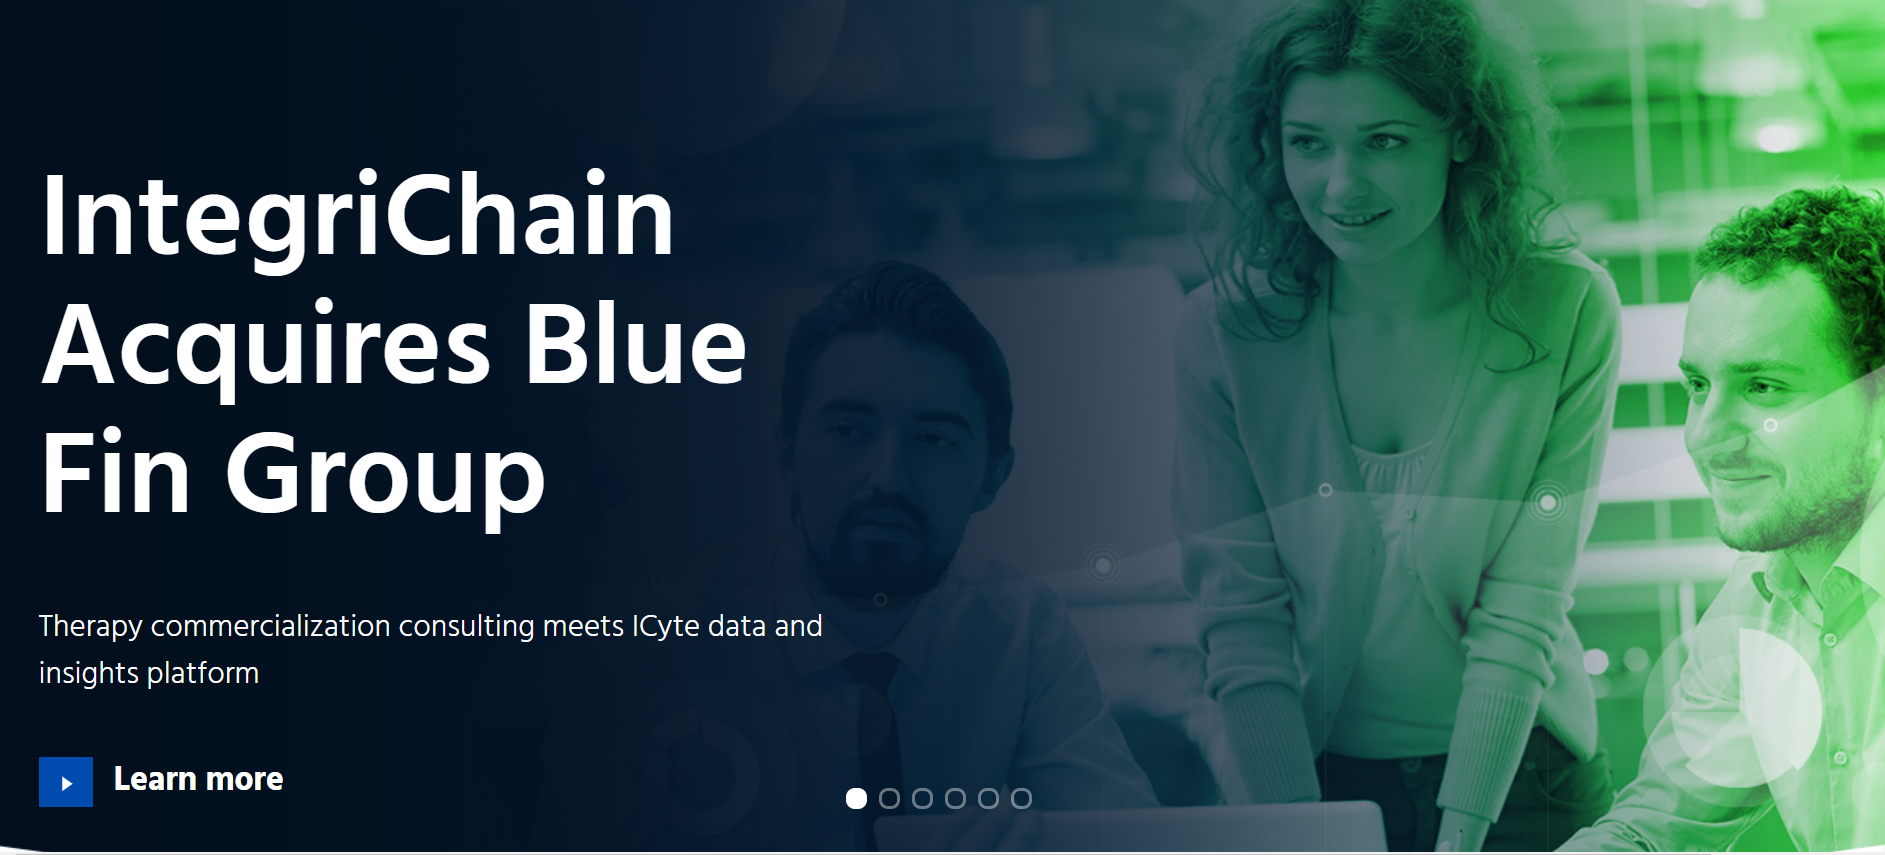 IntegriChain
Acquires Blue
Fin Group
Therapy commercialization consulting meets ICyte data and
insights platform
Learn more